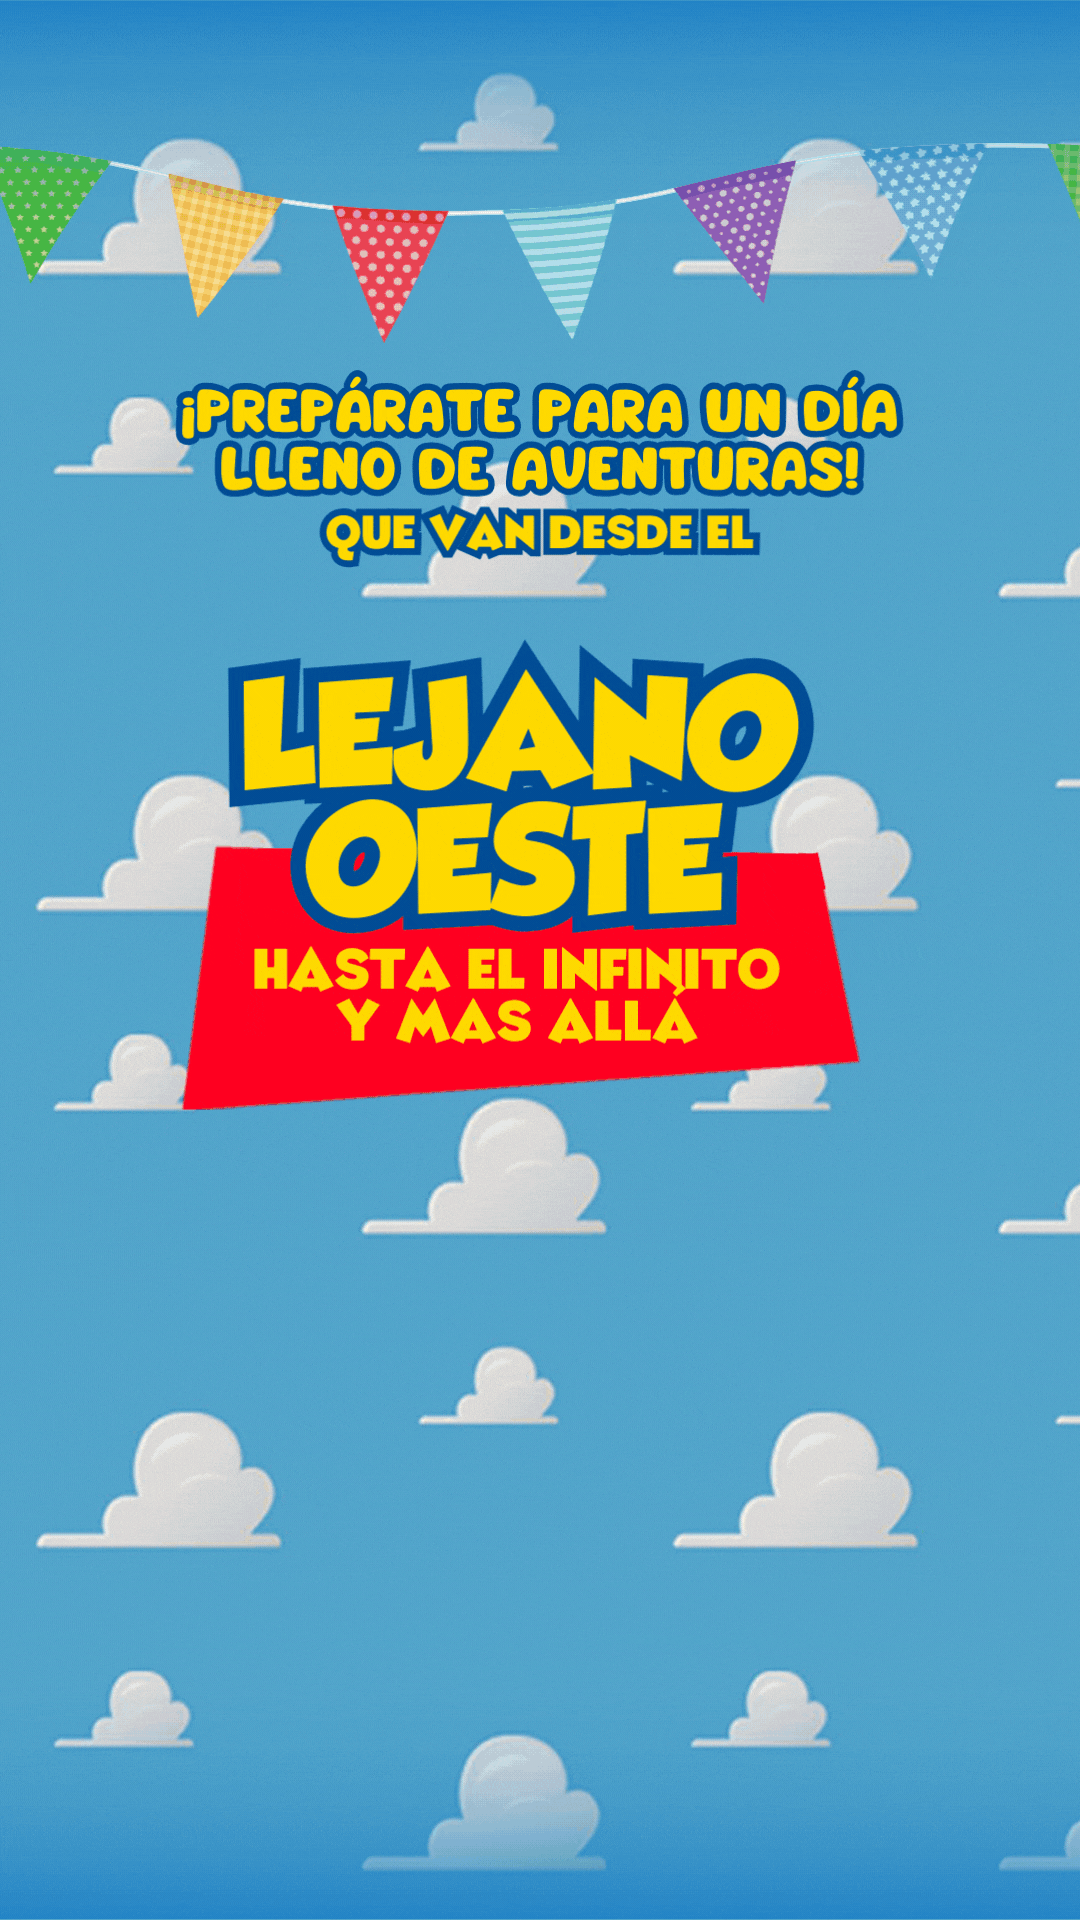 ¡PREPÁRATE PARA UN DÍA
LLENO DE AVENTURAS!
QUE VAN DESDE EL
LEJANO
OESTE
HASTA EL INFINITO
Y MAS ALLÁ